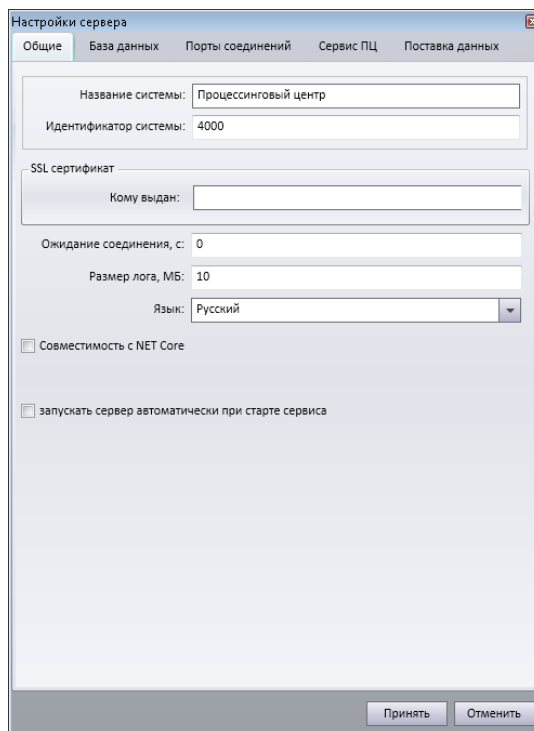 Настройки сервера
Общие База данных Порты соединений Сервис ПЦ Поставка данных
Название системы: Процессинговый центр
Идентификатор системы: 4000
SSL сертификат
Кому выдан:
Ожидание соединения, с: 0
Размер лога, МБ: 10
Язык: Русский
Совместимость с NET Core
запускать сервер автоматически при старте сервиса
Принять Отменить